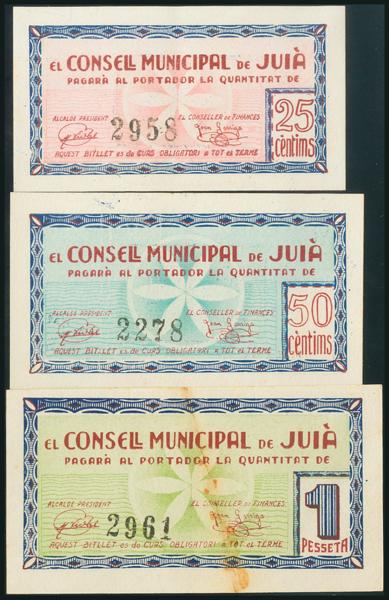 EL CONSELL MUNICIPAL DE JUIÀ
PAGARÀ AL PORTADOR LA QUANTITAT DE
ALCALDE PRESIDENT EL CONSELLER DE FINANCES
2958
25
cèntims
AQUEST BITLLET es de CURS OBLIGATORI a TOT el TERME
EL CONSELL MUNICIPAL DE JUIÀ
PAGARÀ AL PORTADOR LA QUANTITAT DE
ALCALDE PRESIDENT EL CONSELLER DE FINANCES
2278
50
cèntims
AQUEST BITLLET es de CURS OBLIGATORI a TOT el TERME
EL CONSELL MUNICIPAL DE JUIÀ
PAGARÀ AL PORTADOR LA QUANTITAT DE
ALCALDE PRESIDENT EL CONSELLER DE FINANCES
2961
1
PESSETA
AQUEST BITLLET es de CURS OBLIGATORI a TOT el TERME